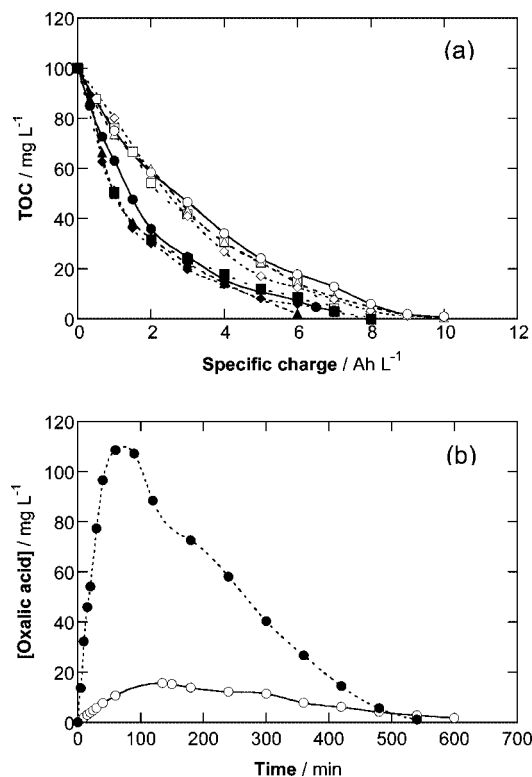 (a)
120
100
80
60
40
20
0
TOC / mg L⁻¹
0 2 4 6 8 10 12
Specific charge / Ah L⁻¹
(b)
120
100
80
60
40
20
0
[Oxalic acid] / mg L⁻¹
0 100 200 300 400 500 600 700
Time / min